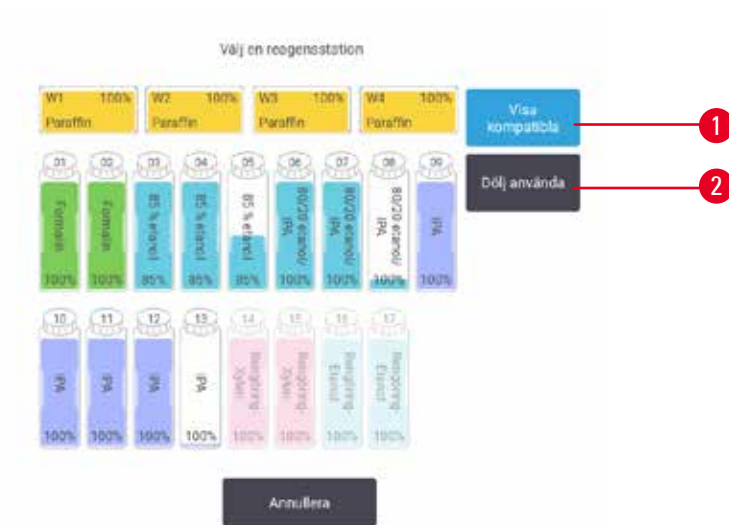 Välj en reagensstation
W1 100% W2 100% W3 100% W4 100%
Paraffin Paraffin Paraffin Paraffin
Visa
kompatibla
1
01 02 03 04 05 06 07 08 09
Dölj använda
2
Formalin Formalin 85 % etanol 85 % etanol 85 % etanol 80/20 etanol/ IPA 80/20 etanol/ IPA 80/20 etanol/ IPA IPA
100% 100% 85% 85% 85% 100% 100% 100% 100%
10 11 12 13 14 15 16 17
IPA IPA IPA IPA Rengöring- Xylen Rengöring- Xylen Rengöring- Etanol Rengöring- Etanol
100% 100% 100% 100% 100% 100% 100% 100%
Annullera